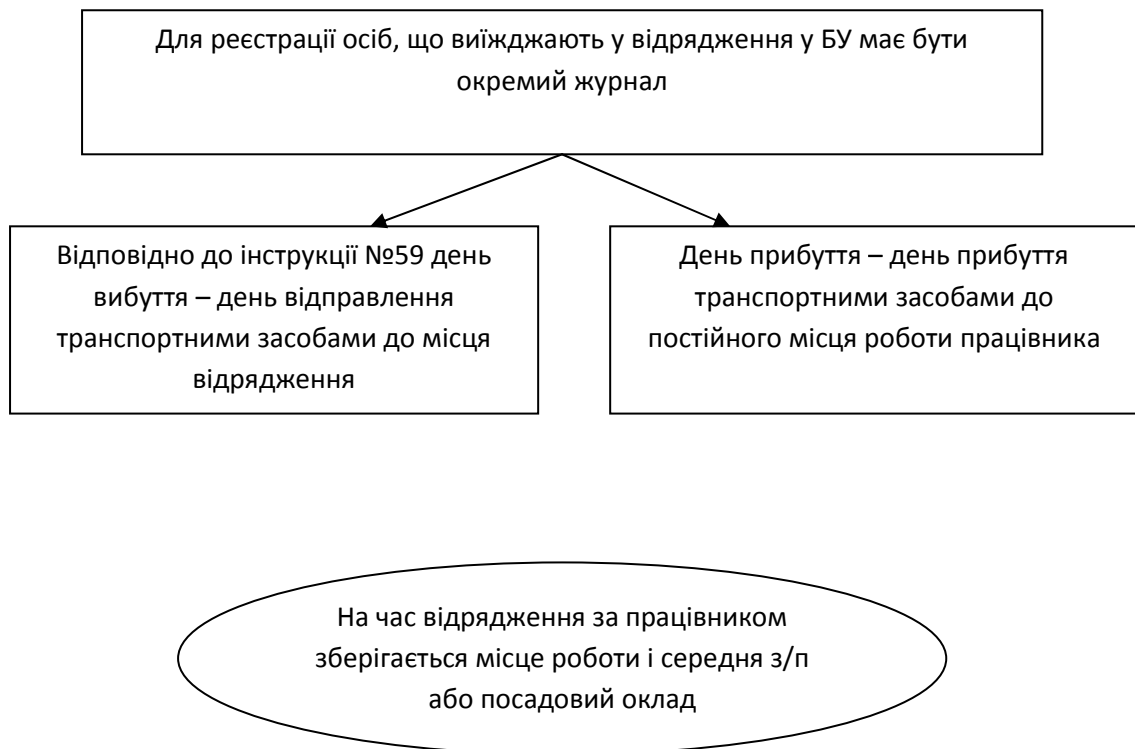 Для реєстрації осіб, що виїжджають у відрядження у БУ має бути
окремий журнал
Відповідно до інструкції №59 день
вибуття – день відправлення
транспортними засобами до місця
відрядження
День прибуття – день прибуття
транспортними засобами до
постійного місця роботи працівника
На час відрядження за працівником
зберігається місце роботи і середня з/п
або посадовий оклад